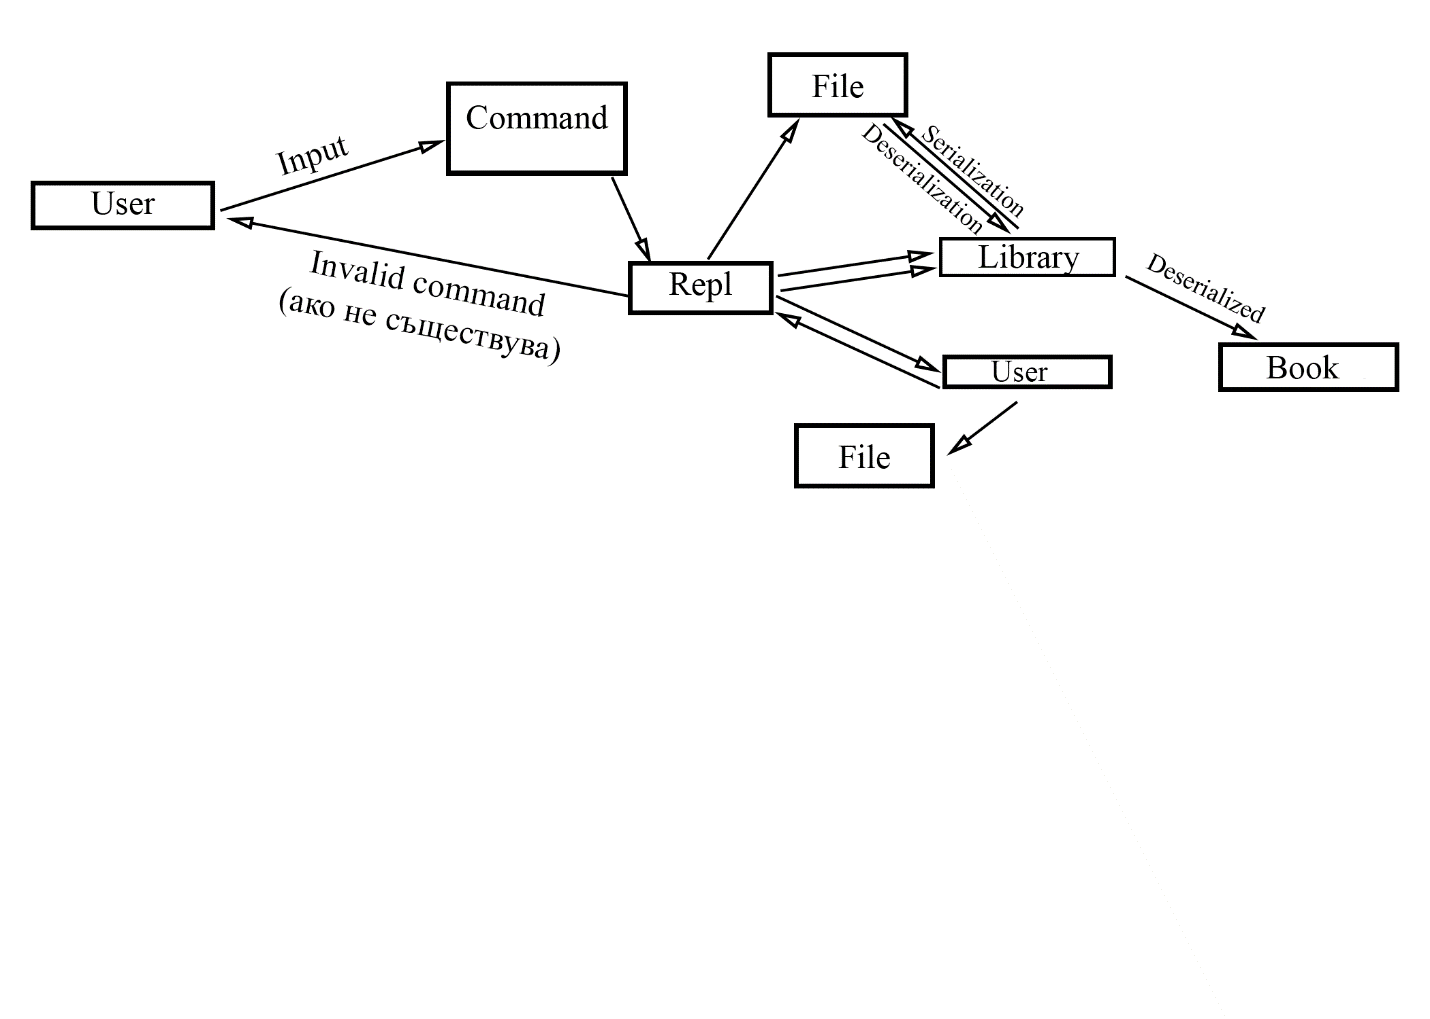 File
Command
Serialization
Deserialization
Input
User
Library
Repl
Deserialized
Invalid command
(ако не съществува)
User
Book
File